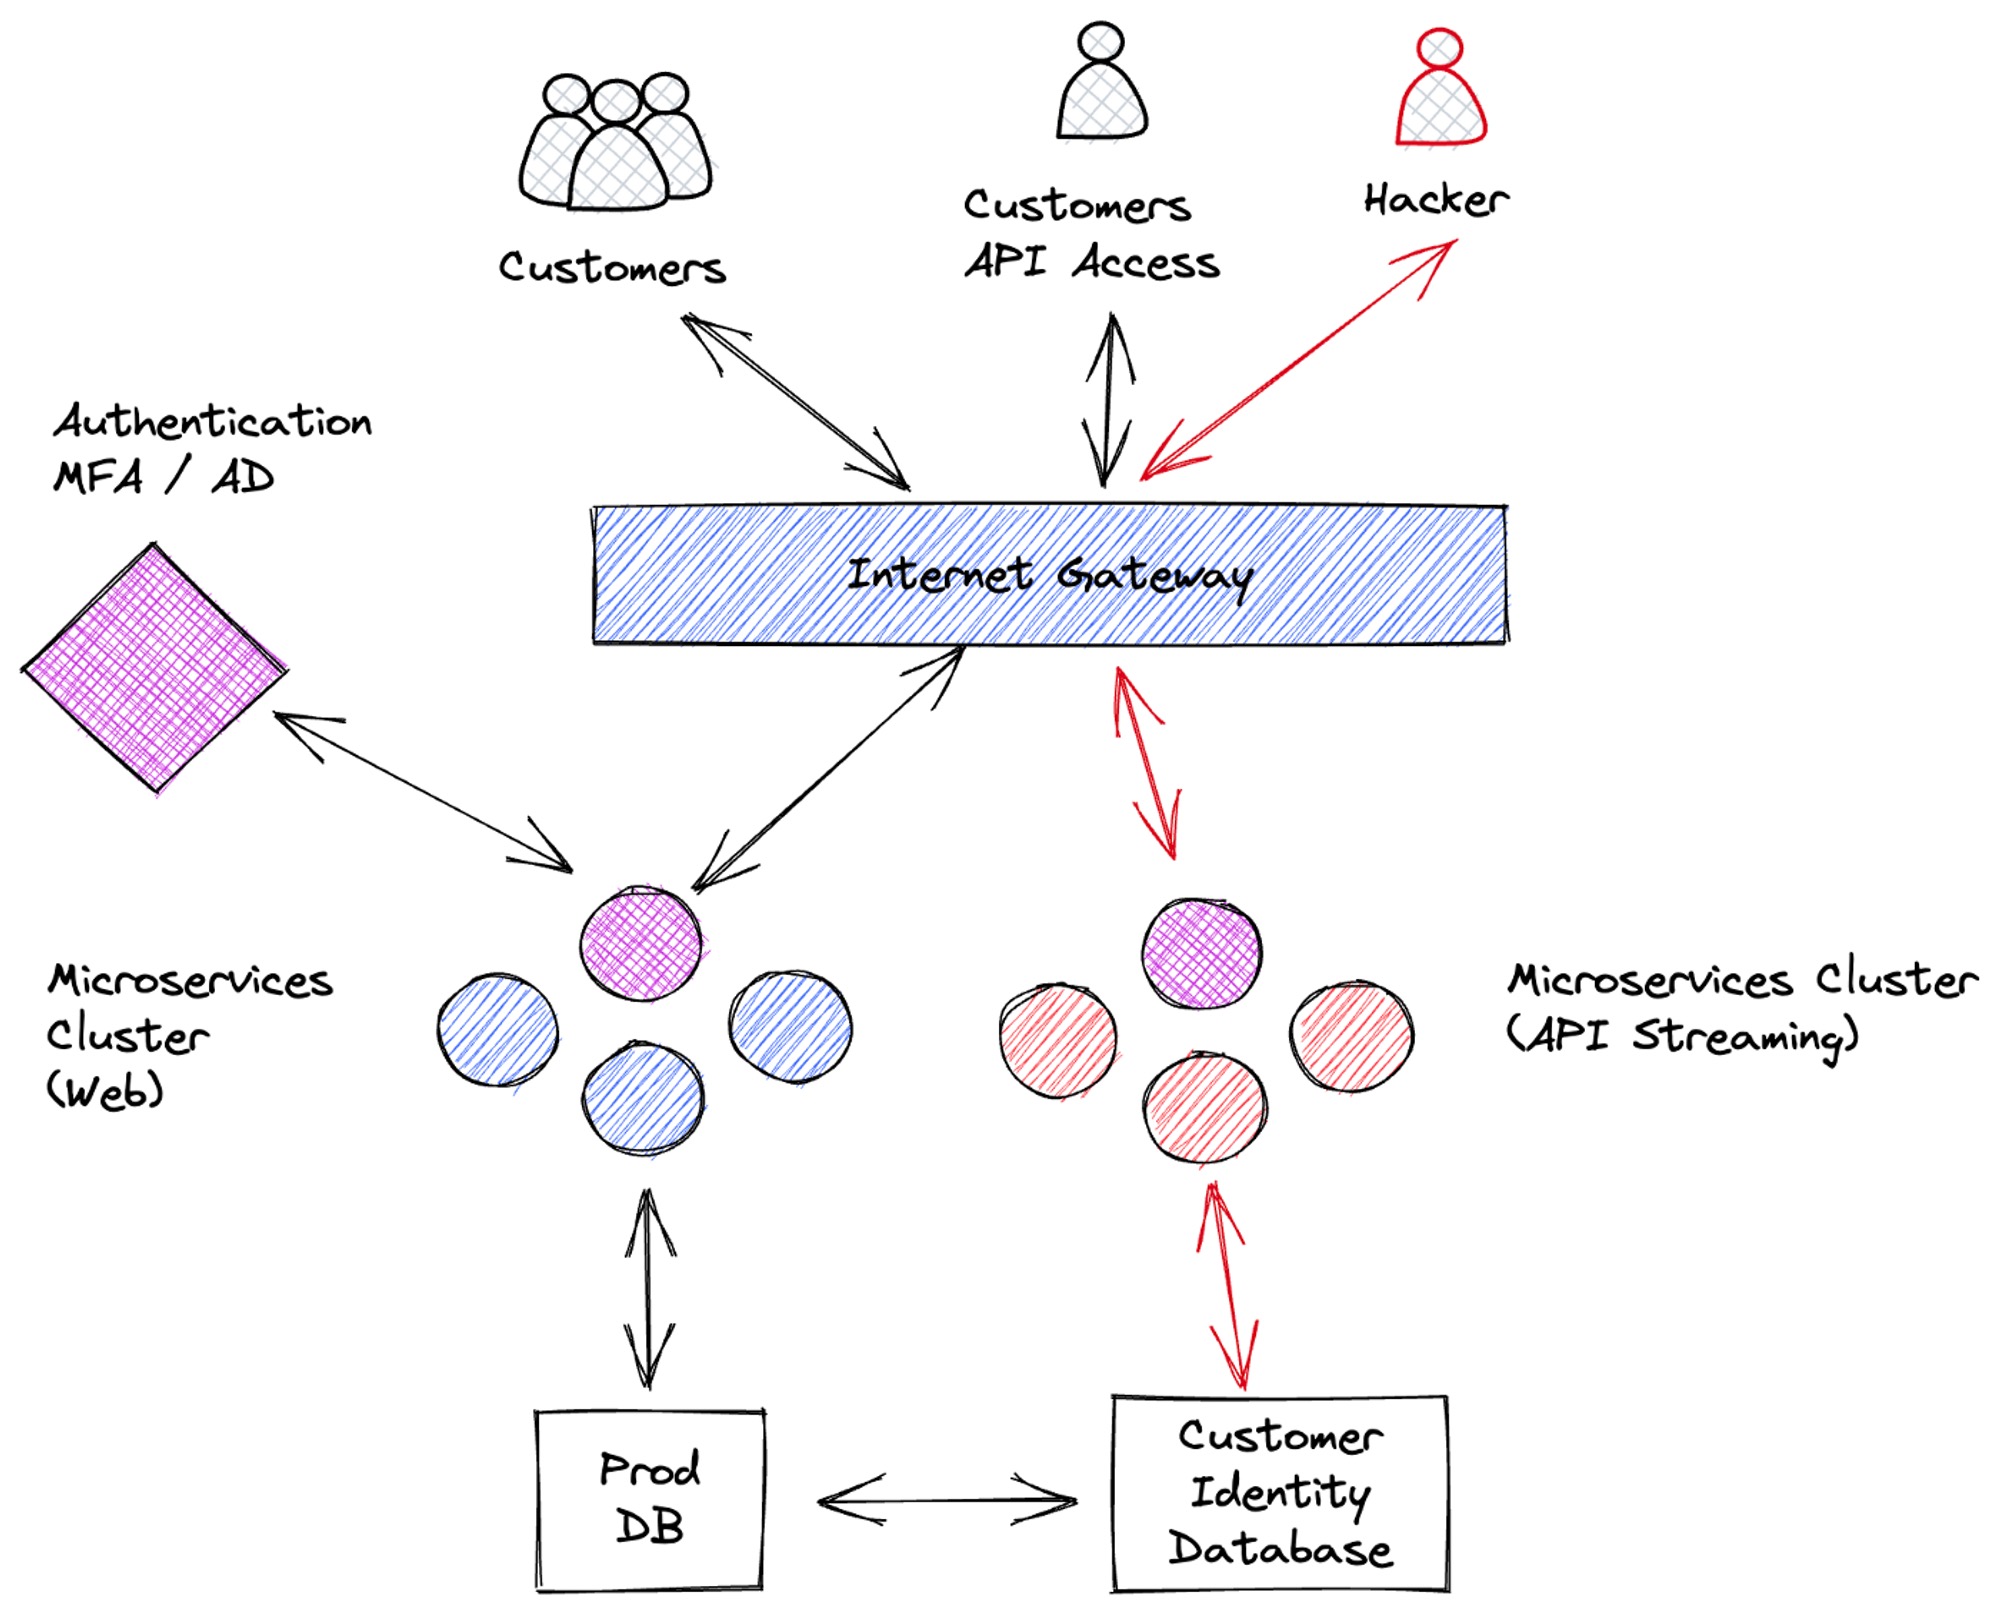 Customers
Customers
API Access
Hacker
Authentication
MFA / AD
Internet Gateway
Microservices
Cluster
(Web)
Microservices Cluster
(API Streaming)
Prod
DB
Customer
Identity
Database